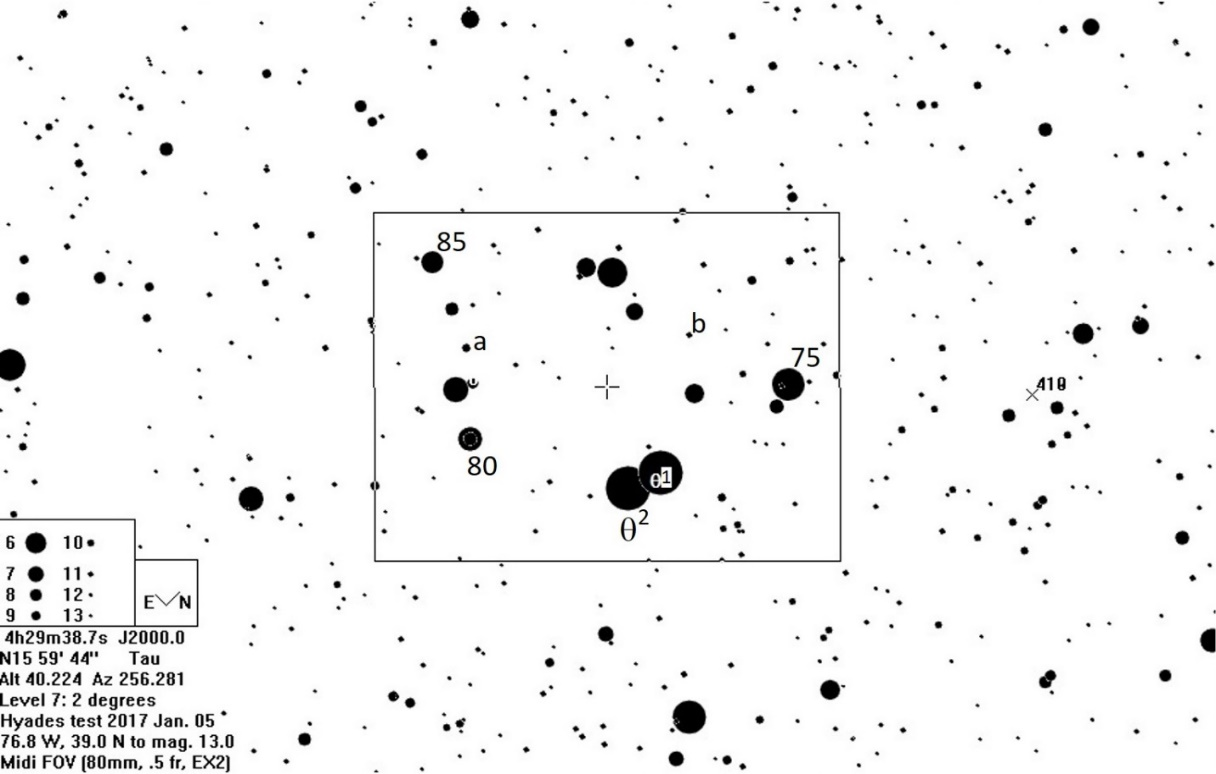 85
b
a
75
418
80
θ1
θ2
6 10
7 11
8 12
9 13
E N
4h29m38.7s J2000.0
N15 59' 44" Tau
Alt 40.224 Az 256.281
Level 7: 2 degrees
Hyades test 2017 Jan. 05
76.8 W, 39.0 N to mag. 13.0
Midi FOV (80mm, .5 fr, EX2)